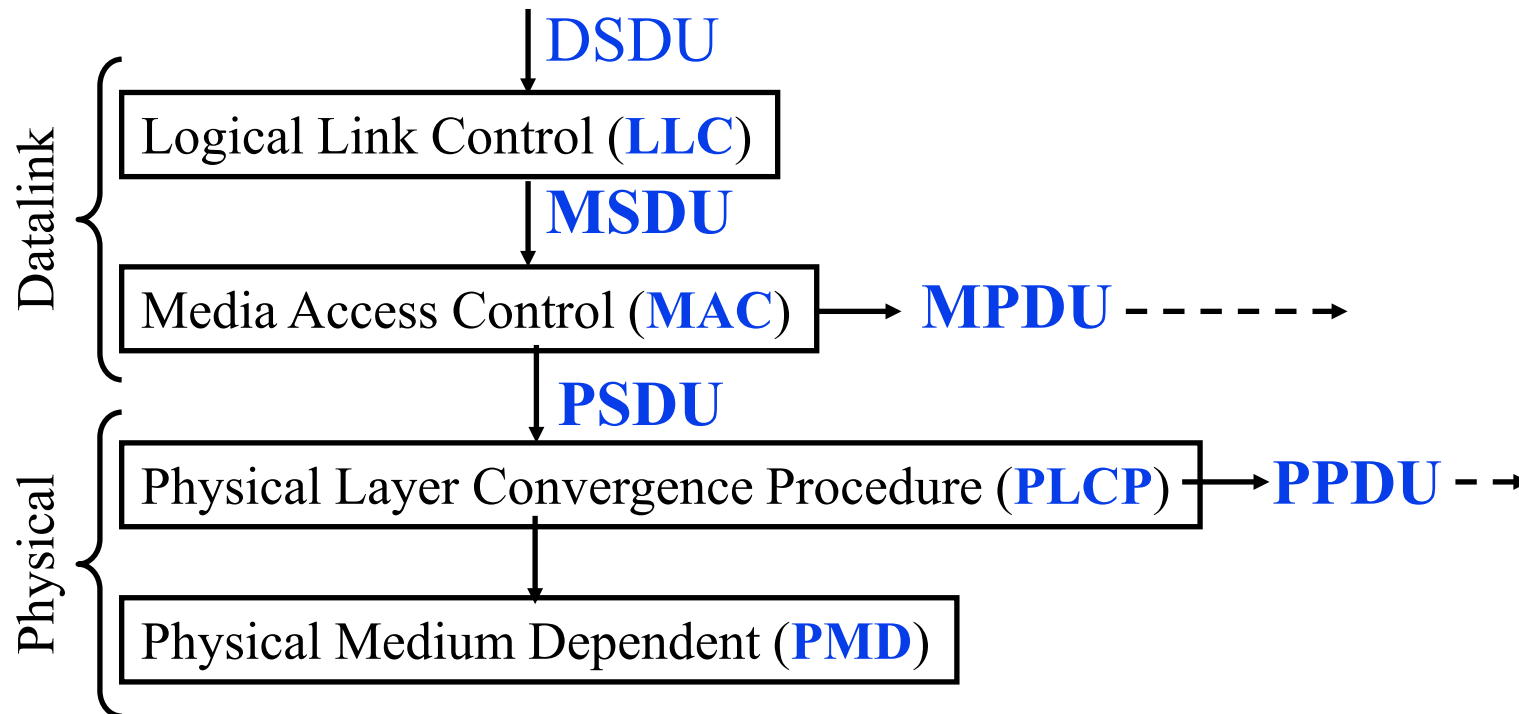 DSDU
Datalink
Logical Link Control (LLC)
MSDU
Media Access Control (MAC)
MPDU
PSDU
Physical
Physical Layer Convergence Procedure (PLCP)
PPDU
Physical Medium Dependent (PMD)